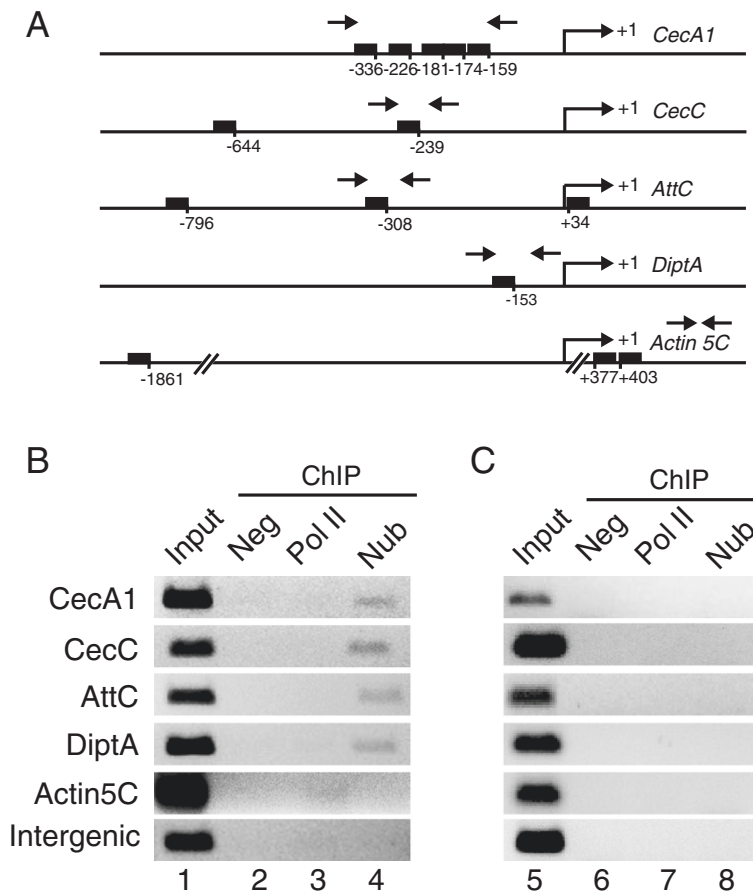 A
+1 CecA1
-336 -226 -181 -174 -159
+1 CecC
-644 -239
+1 AttC
-796 -308 +34
+1 DiptA
-153
+1 Actin 5C
-1861 +377 +403
B C
ChIP ChIP
Input Neg Pol II Nub Input Neg Pol II Nub
CecA1
CecC
AttC
DiptA
Actin5C
Intergenic
1 2 3 4 5 6 7 8